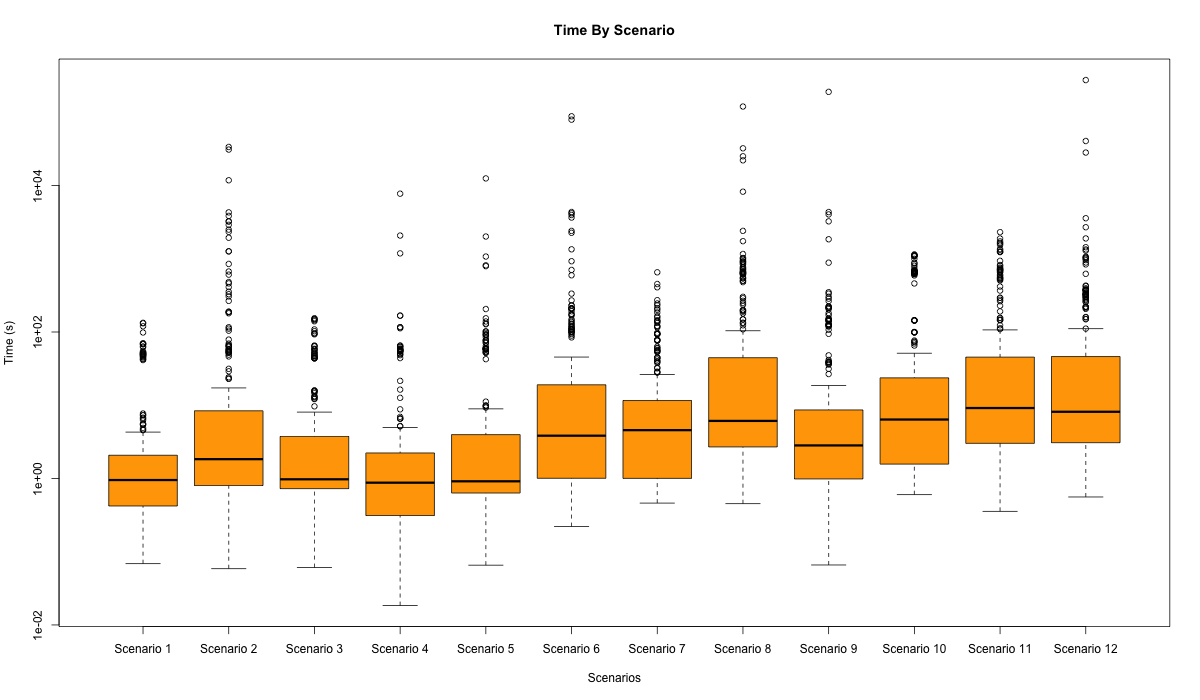 Time By Scenario
Time (s)
1e+04
1e+02
1e+00
1e-02
Scenario 1
Scenario 2
Scenario 3
Scenario 4
Scenario 5
Scenario 6
Scenario 7
Scenario 8
Scenario 9
Scenario 10
Scenario 11
Scenario 12
Scenarios